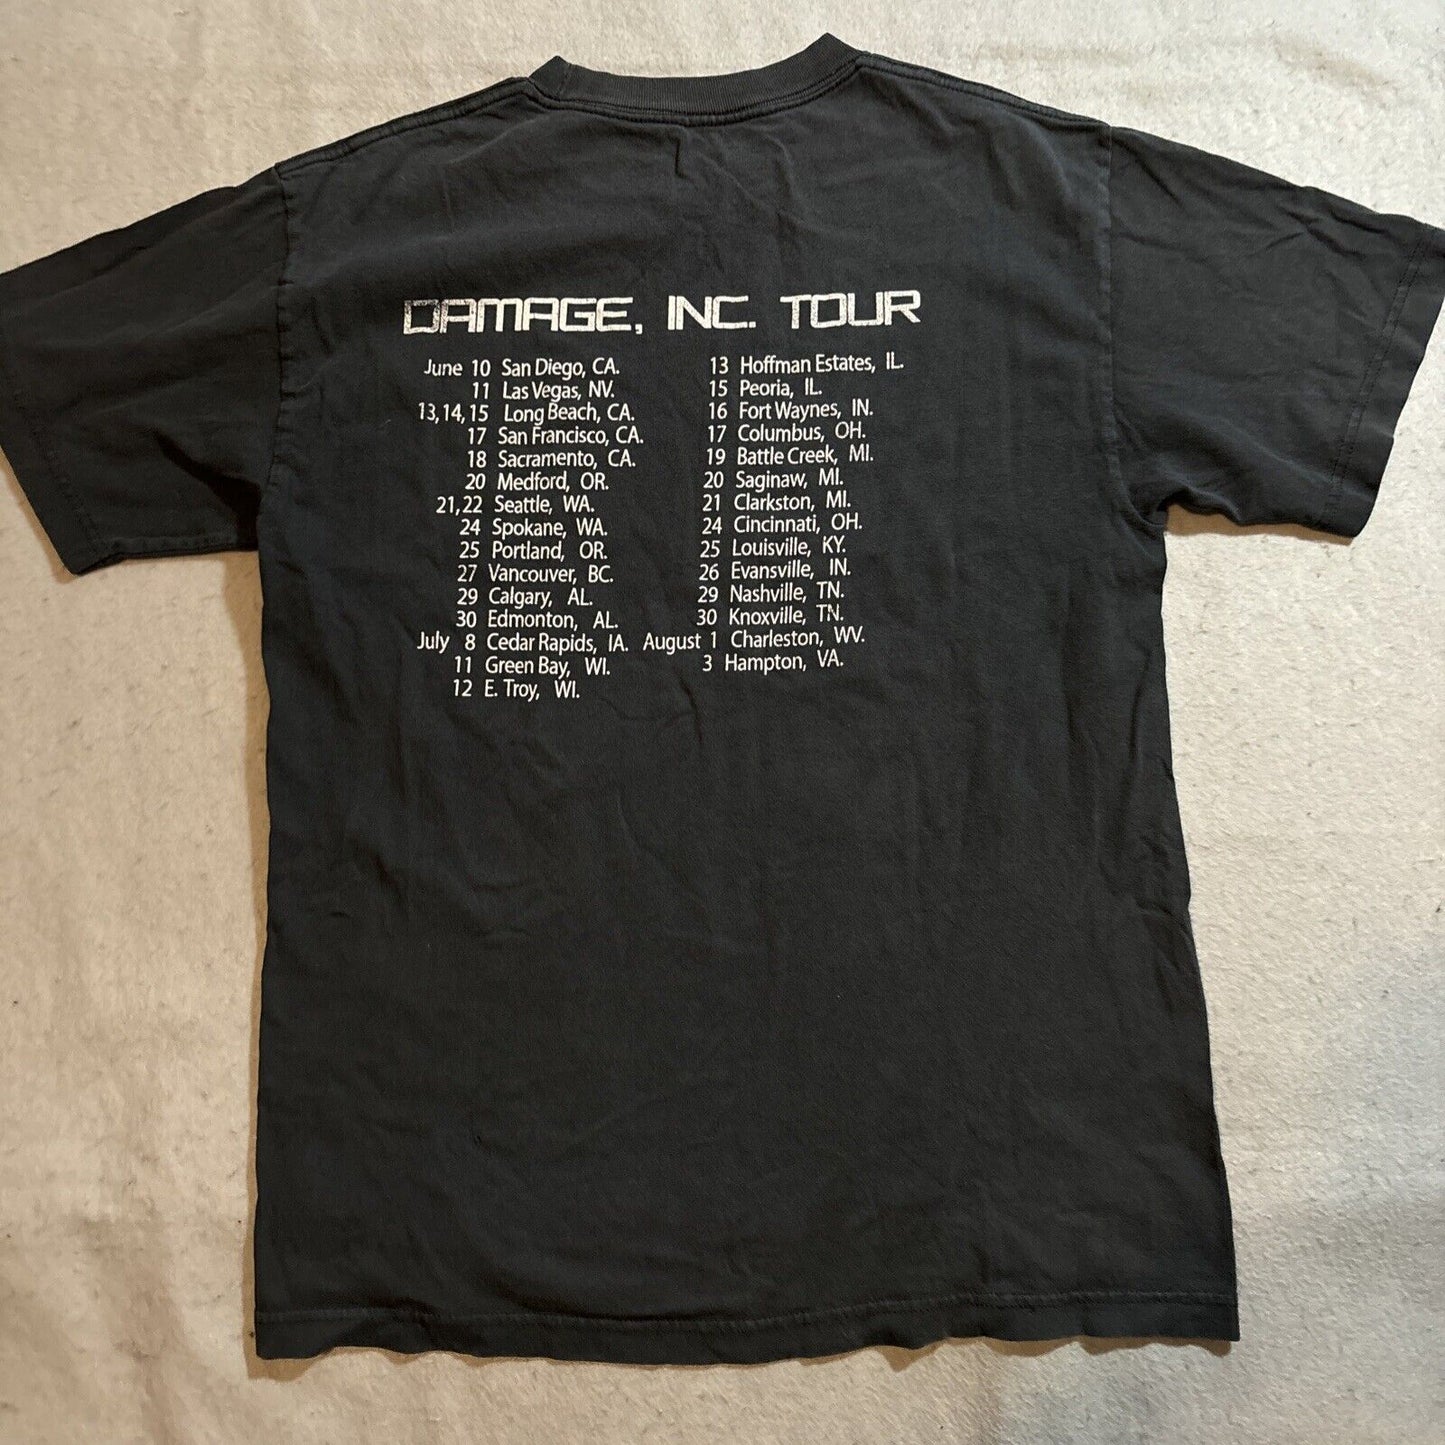 DAMAGE, INC. TOUR
June 10 San Diego, CA.
11 Las Vegas, NV.
13, 14, 15 Long Beach, CA.
17 San Francisco, CA.
18 Sacramento, CA.
20 Medford, OR.
21, 22 Seattle, WA.
24 Spokane, WA.
25 Portland, OR.
27 Vancouver, BC.
29 Calgary, AL.
30 Edmonton, AL.
July 8 Cedar Rapids, IA.
11 Green Bay, WI.
12 E. Troy, WI.
13 Hoffman Estates, IL.
15 Peoria, IL.
16 Fort Waynes, IN.
17 Columbus, OH.
19 Battle Creek, MI.
20 Saginaw, MI.
21 Clarkston, MI.
24 Cincinnati, OH.
25 Louisville, KY.
26 Evansville, IN.
29 Nashville, TN.
30 Knoxville, TN.
August 1 Charleston, WV.
3 Hampton, VA.